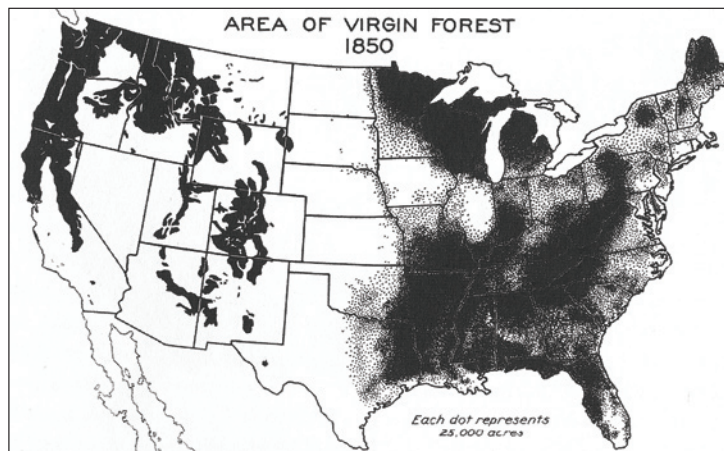 AREA OF VIRGIN FOREST
1850
Each dot represents
25,000 acres